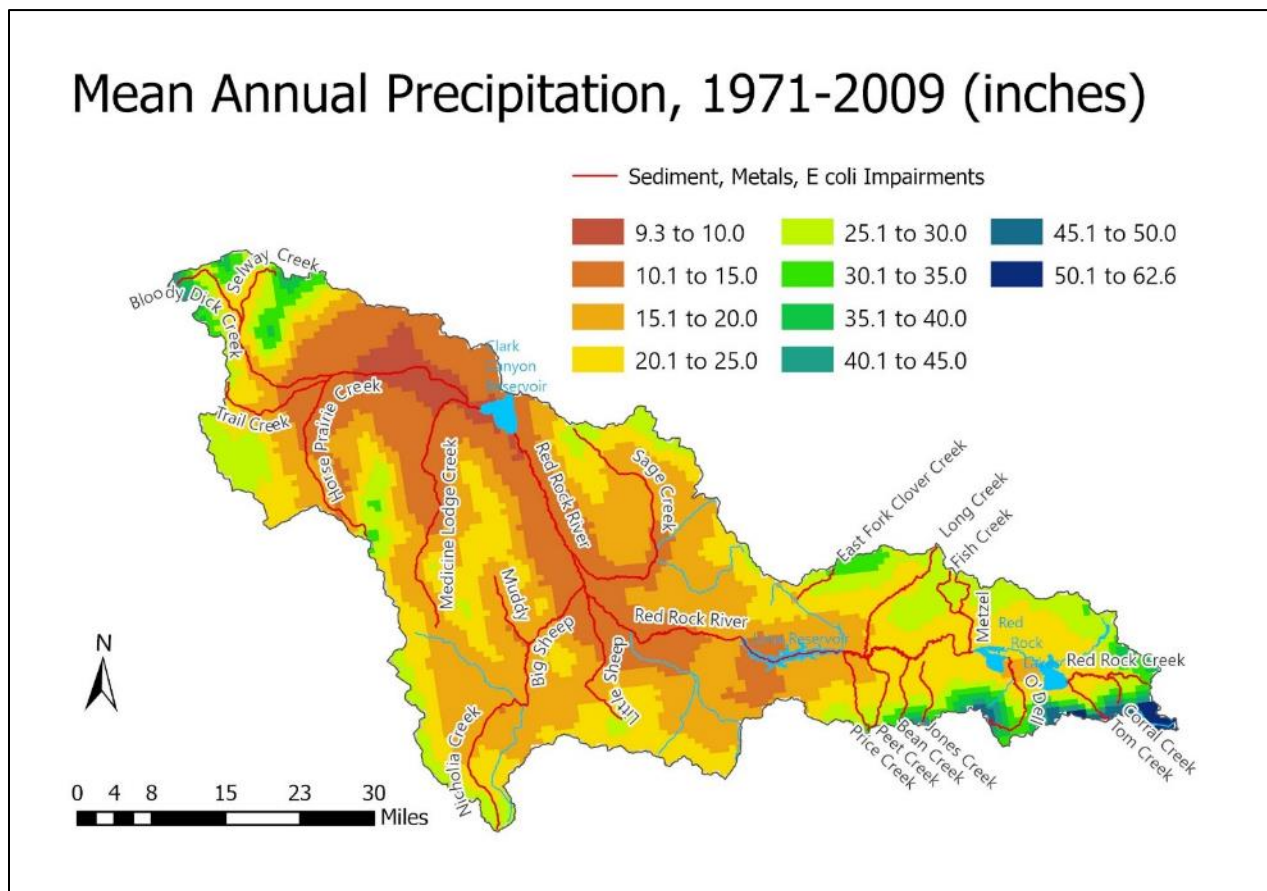 Mean Annual Precipitation, 1971-2009 (inches)
Sediment, Metals, E coli Impairments
9.3 to 10.0
10.1 to 15.0
15.1 to 20.0
20.1 to 25.0
25.1 to 30.0
30.1 to 35.0
35.1 to 40.0
40.1 to 45.0
45.1 to 50.0
50.1 to 62.6
Selway Creek
Bloody Dick Creek
Clark
Canyon
Reservoir
Trail Creek
Horse Prairie Creek
Medicine Lodge Creek
Red Rock River
Sage Creek
East Fork Clover Creek
Long Creek
Fish Creek
Muddy
Big Sheep
Little Sheep
Red Rock River
Reservoir
Metzel
Red
Rock
O'Dell
Red Rock Creek
Corral Creek
Tom Creek
Jones Creek
Bean Creek
Peet Creek
Price Creek
Nicholia Creek
N
0 4 8 15 23 30
Miles